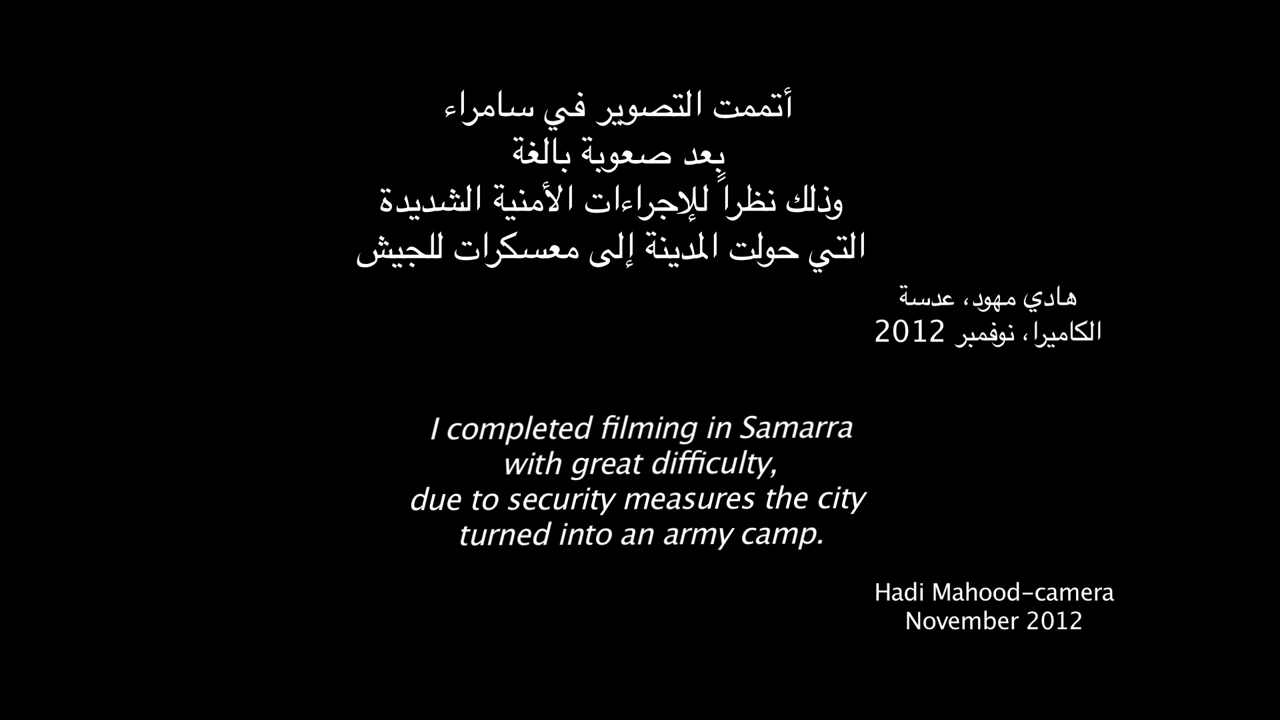 أتممت التصوير في سامراء
بعد صعوبة بالغة
وذلك نظراً للإجراءات الأمنية الشديدة
التي حولت المدينة إلى معسكرات للجيش
هادي مهود، عدسة
الكاميرا، نوفمبر 2012
I completed filming in Samarra
with great difficulty,
due to security measures the city
turned into an army camp.
Hadi Mahood-camera
November 2012